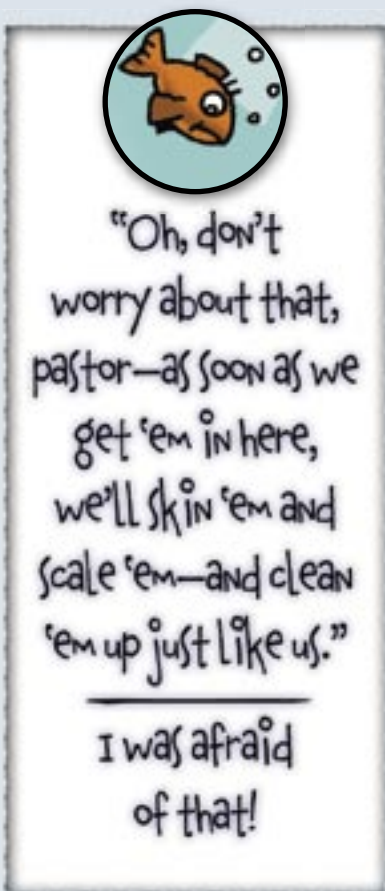 “Oh, don’t
worry about that,
pastor—as soon as we
get ‘em in here,
we’ll skin ‘em and
scale ‘em—and clean
‘em up just like us.”
I was afraid
of that!